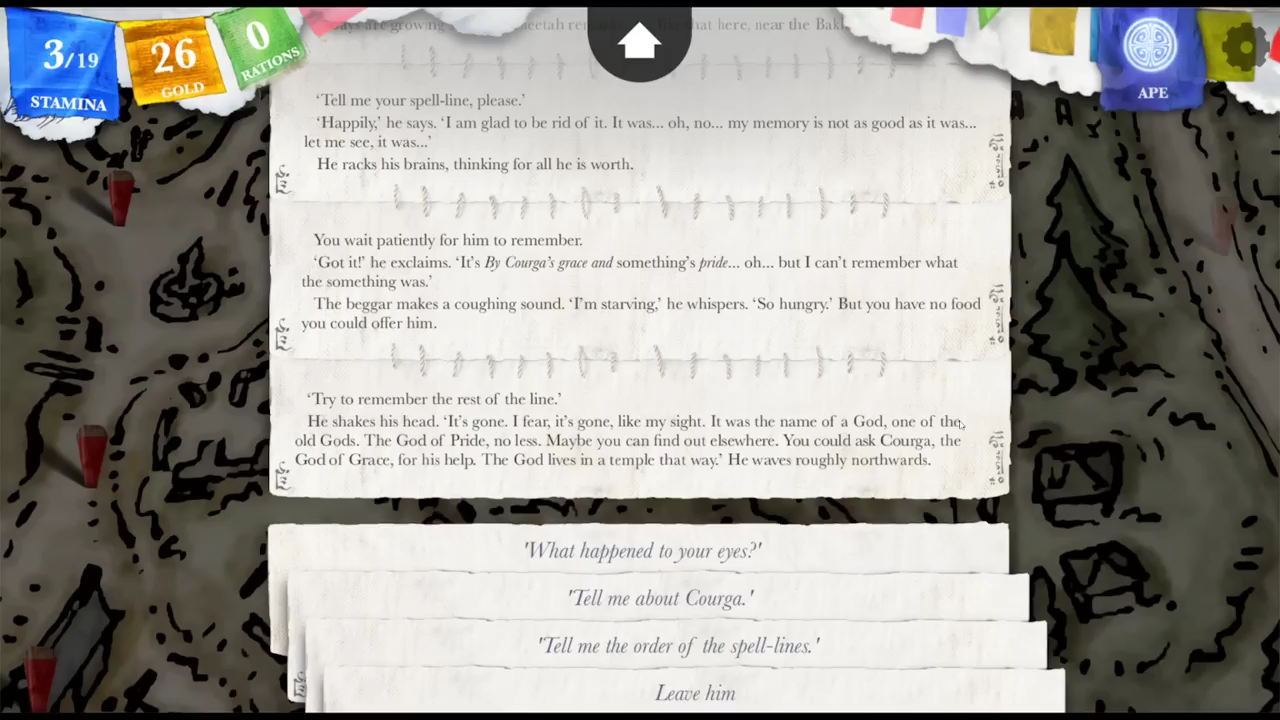 3/19
STAMINA
26
GOLD
0
RATIONS
APE
‘Tell me your spell-line, please.’
‘Happily,’ he says. ‘I am glad to be rid of it. It was... oh, no... my memory is not as good as it was...
let me see, it was...’
He racks his brains, thinking for all he is worth.
You wait patiently for him to remember.
‘Got it!’ he exclaims. ‘It’s By Courga’s grace and something’s pride... oh... but I can’t remember what
the something was.’
The beggar makes a coughing sound. ‘I’m starving,’ he whispers. ‘So hungry.’ But you have no food
you could offer him.
‘Try to remember the rest of the line.’
He shakes his head. ‘It’s gone. I fear, it’s gone, like my sight. It was the name of a God, one of the
old Gods. The God of Pride, no less. Maybe you can find out elsewhere. You could ask Courga, the
God of Grace, for his help. The God lives in a temple that way.’ He waves roughly northwards.
'What happened to your eyes?'
'Tell me about Courga.'
'Tell me the order of the spell-lines.'
Leave him